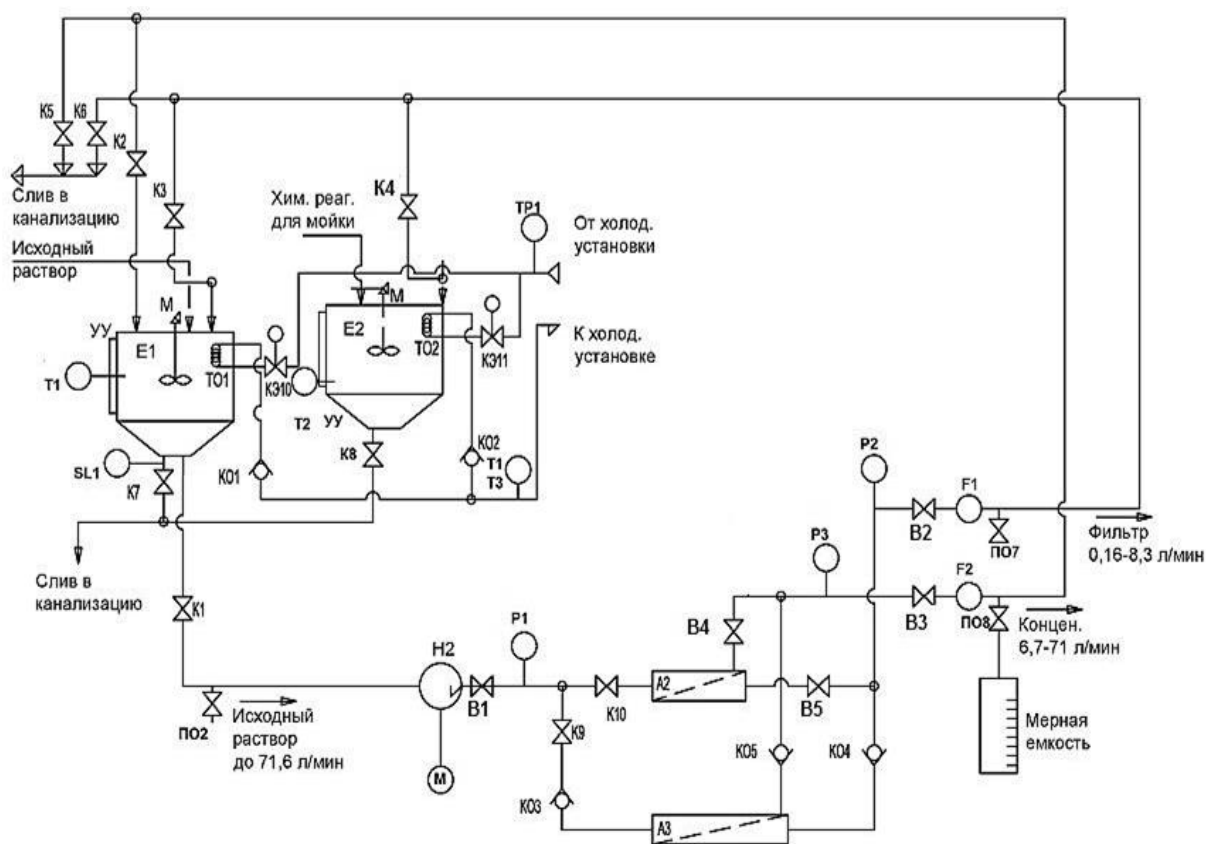 К5
К6
К2
К3
К4
Слив в
канализацию
Исходный
раствор
Хим. реаг.
для мойки
ТР1
От холод.
установки
М
М
УУ
Е1
Е2
ТО1
ТО2
КЭ10
КЭ11
К холод.
установке
Т1
Т2
УУ
К8
SL1
К7
КО1
КО2
Т1
Т3
Слив в
канализацию
К1
Р2
F1
В2
ПО7
Фильтр
0,16-8,3 л/мин
Р3
F2
В3
ПО8
Концен.
6,7-71 л/мин
Р1
Н2
В1
В4
А2
К10
В5
К9
ПО2
Исходный
раствор
до 71,6 л/мин
М
КО5
КО4
КО3
А3
Мерная
емкость